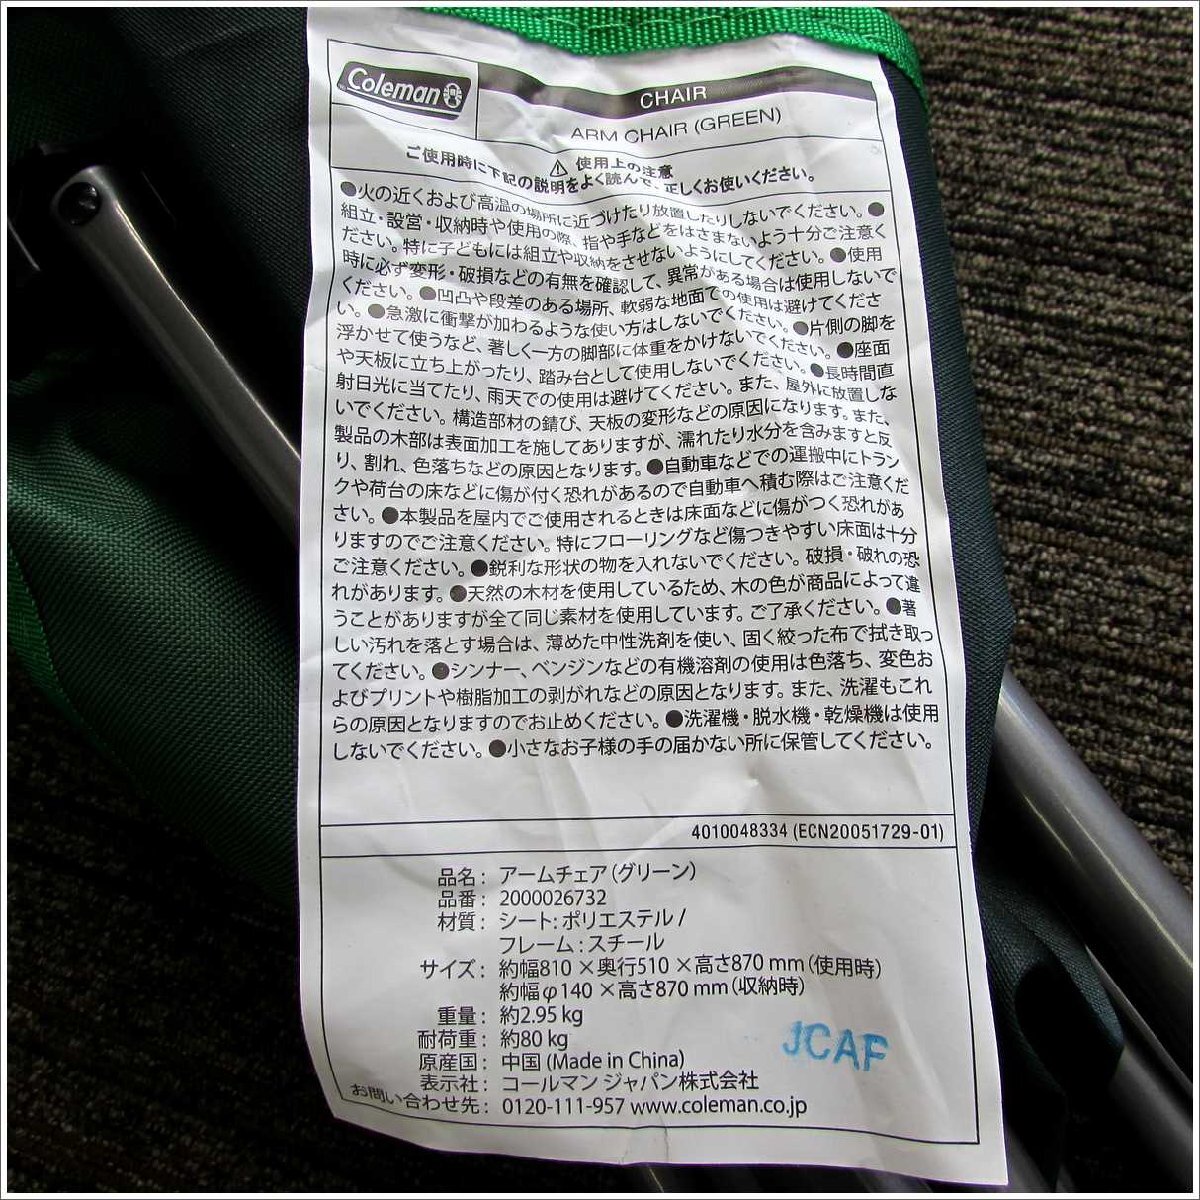 Coleman
CHAIR
ARM CHAIR (GREEN)
⚠ 使用上の注意
ご使用時に下記の説明をよく読んで、正しくお使いください。
●火の近くおよび高温の場所に近づけたり放置したりしないでください。●
組立・設営・収納時や使用の際、指や手などをはさまないよう十分ご注意く
ださい。特に子どもには組立や収納をさせないようにしてください。●使用
時に必ず変形・破損などの有無を確認して、異常がある場合は使用しないで
ください。●凹凸や段差のある場所、軟弱な地面での使用は避けてくださ
い。●急激に衝撃が加わるような使い方はしないでください。●片側の脚を
浮かせて使うなど、著しく一方の脚部に体重をかけないでください。●座面
や天板に立ち上がったり、踏み台として使用しないでください。●長時間直
射日光に当てたり、雨天での使用は避けてください。また、屋外に放置しな
いでください。構造部材の錆び、天板の変形などの原因になります。また、
製品の木部は表面加工を施してありますが、濡れたり水分を含みますと反
り、割れ、色落ちなどの原因となります。●自動車などでの運搬中にトラン
クや荷台の床などに傷が付く恐れがあるので自動車へ積む際はご注意くだ
さい。●本製品を屋内でご使用されるときは床面などに傷がつく恐れがあ
りますのでご注意ください。特にフローリングなど傷つきやすい床面は十分
ご注意ください。●鋭利な形状の物を入れないでください。破損・破れの恐
れがあります。●天然の木材を使用しているため、木の色が商品によって違
うことがありますが全て同じ素材を使用しています。ご了承ください。●著
しい汚れを落とす場合は、薄めた中性洗剤を使い、固く絞った布で拭き取っ
てください。●シンナー、ベンジンなどの有機溶剤の使用は色落ち、変色お
よびプリントや樹脂加工の剥がれなどの原因となります。また、洗濯もこれ
らの原因となりますのでお止めください。●洗濯機・脱水機・乾燥機は使用
しないでください。●小さなお子様の手の届かない所に保管してください。
4010048334 (ECN20051729-01)
品名: アームチェア(グリーン)
品番: 2000026732
材質: シート:ポリエステル /
フレーム:スチール
サイズ: 約幅810×奥行510×高さ870 mm(使用時)
約幅φ140×高さ870 mm(収納時)
重量: 約2.95 kg
耐荷重: 約80 kg
原産国: 中国 (Made in China)
表示社: コールマン ジャパン株式会社
お問い合わせ先: 0120-111-957 www.coleman.co.jp
JCAF